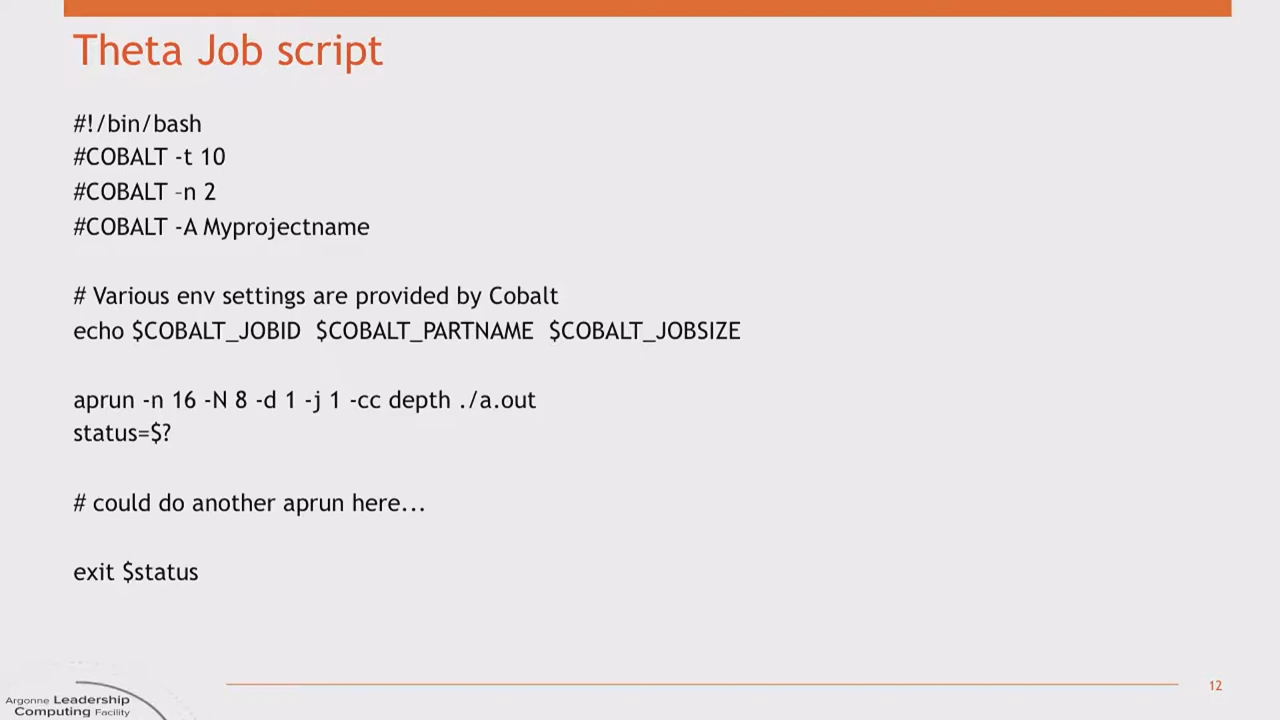 Theta Job script
#!/bin/bash
#COBALT -t 10
#COBALT –n 2
#COBALT -A Myprojectname
# Various env settings are provided by Cobalt
echo $COBALT_JOBID  $COBALT_PARTNAME  $COBALT_JOBSIZE
aprun -n 16 -N 8 -d 1 -j 1 -cc depth ./a.out
status=$?
# could do another aprun here...
exit $status
Argonne Leadership
Computing Facility
12